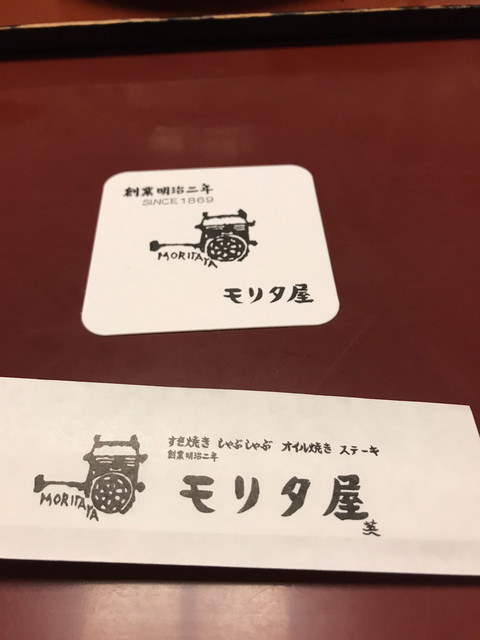 創業明治二年
SINCE 1869
MORITAYA
モリタ屋
すき焼き しゃぶしゃぶ オイル焼き ステーキ
創業明治二年
MORITAYA
モリタ屋